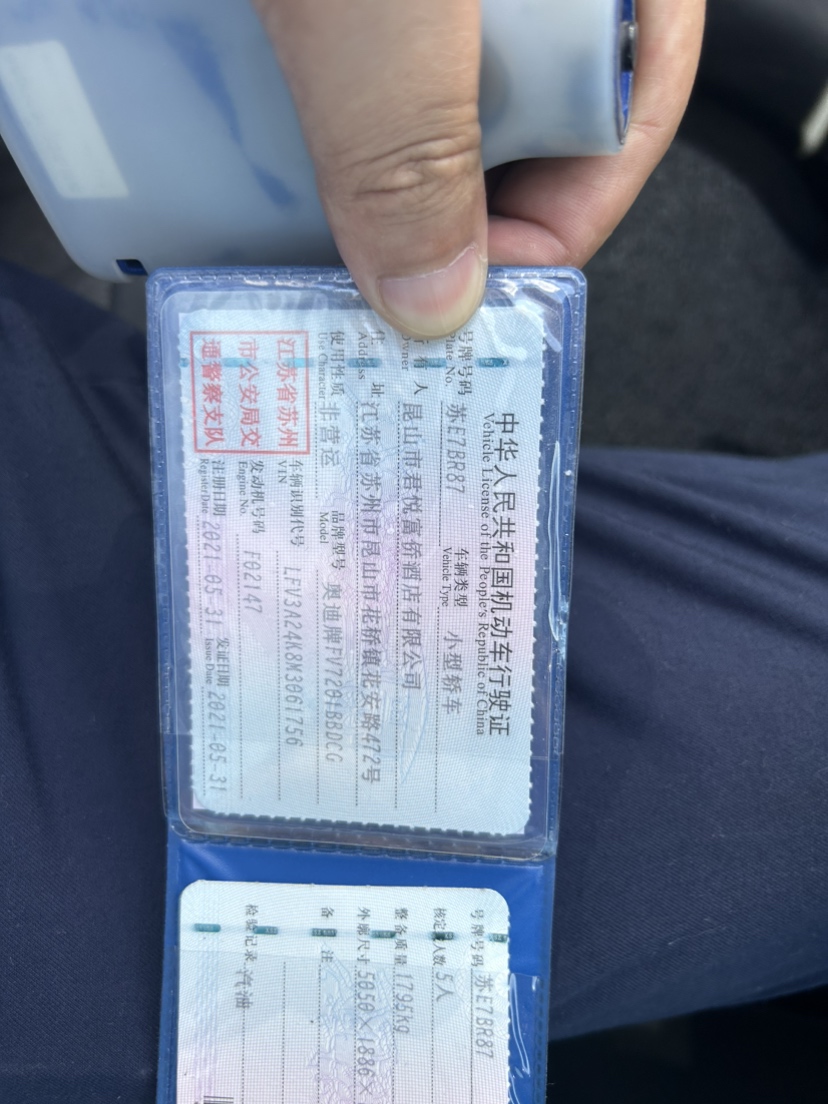 中华人民共和国机动车行驶证
Vehicle License of the People's Republic of China
号牌号码 苏E7BR87 车辆类型 小型轿车
Plate No. Vehicle Type
所有人 昆山市君悦富侨酒店有限公司
Owner
住址 江苏省苏州市昆山市花桥镇花安路472号
Address
使用性质 非营运 品牌型号 奥迪牌FV7201BBDCG
Use Character Model
江苏省苏州
市公安局交
通警察支队
车辆识别代号 LFV3A24K8M3061756
VIN
发动机号码 F02147
Engine No.
注册日期 2021-05-31 发证日期 2021-05-31
Register Date Issue Date
号牌号码 苏E7BR87
核定载人数 5人
整备质量 1795kg
外廓尺寸 5050×1886×
备注
检验记录 汽油